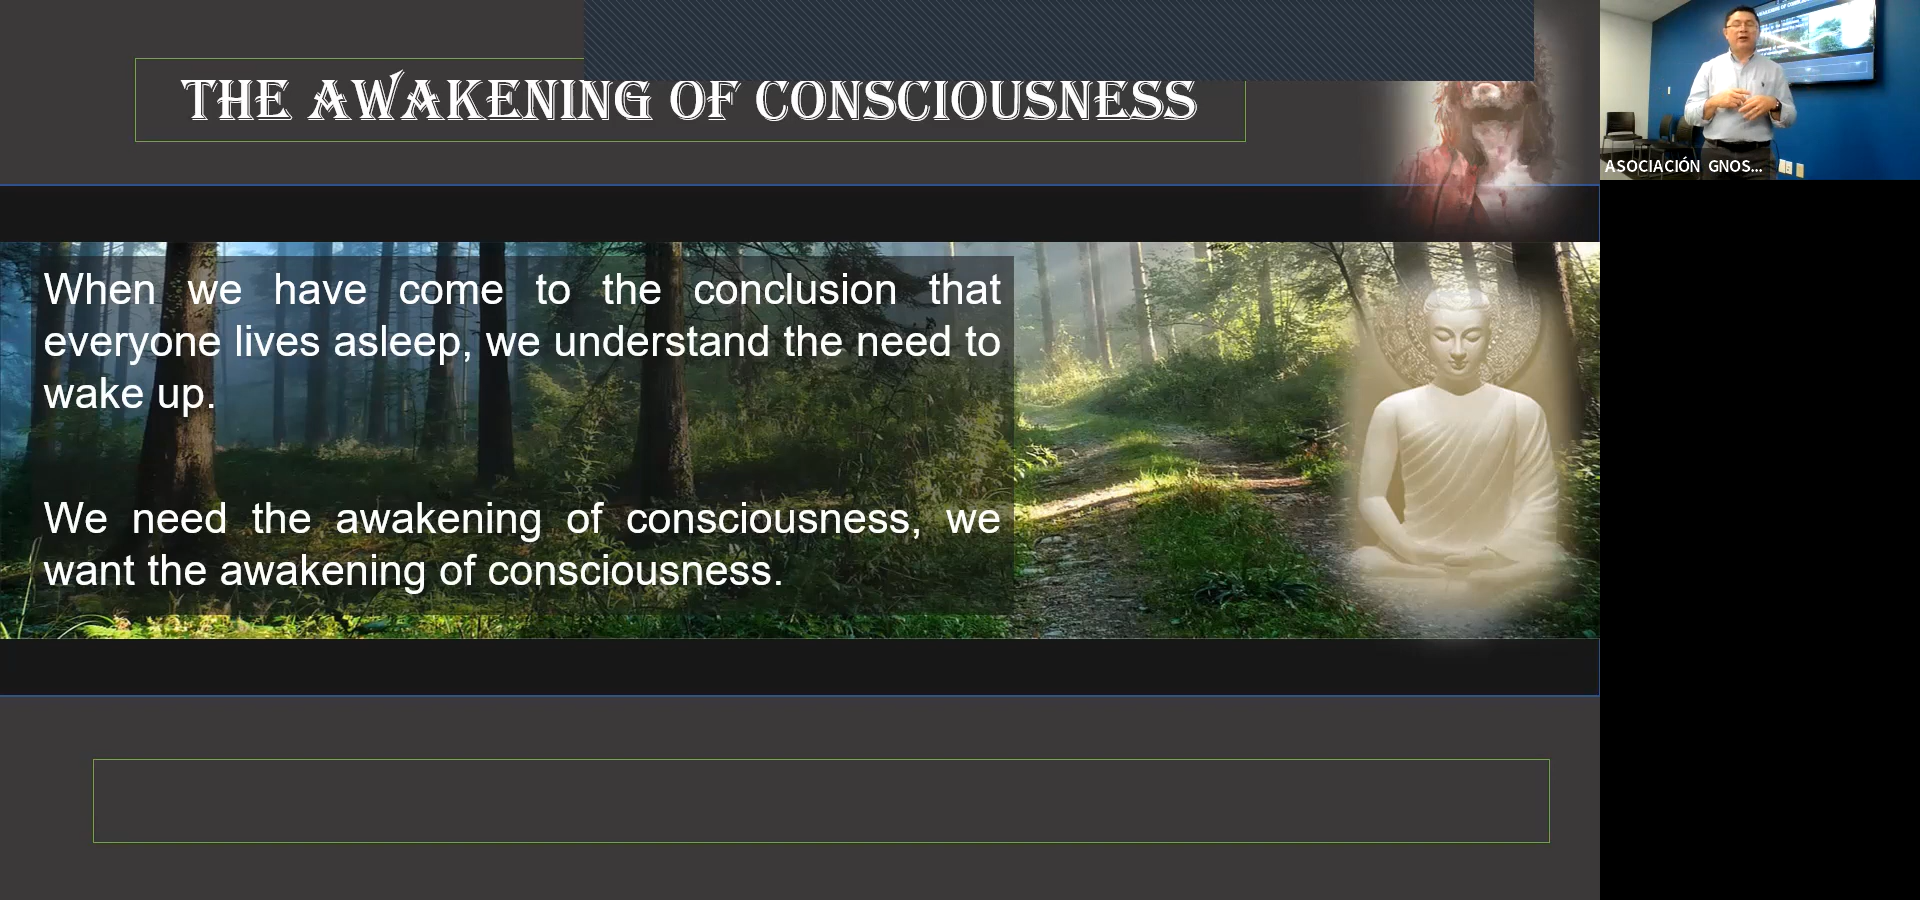 THE AWAKENING OF CONSCIOUSNESS
When we have come to the conclusion that
everyone lives asleep, we understand the need to
wake up.
We need the awakening of consciousness, we
want the awakening of consciousness.
ASOCIACIÓN GNOS...